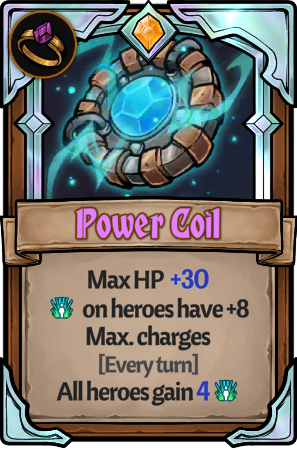 Power Coil
Max HP +30
on heroes have +8
Max. charges
[Every turn]
All heroes gain 4